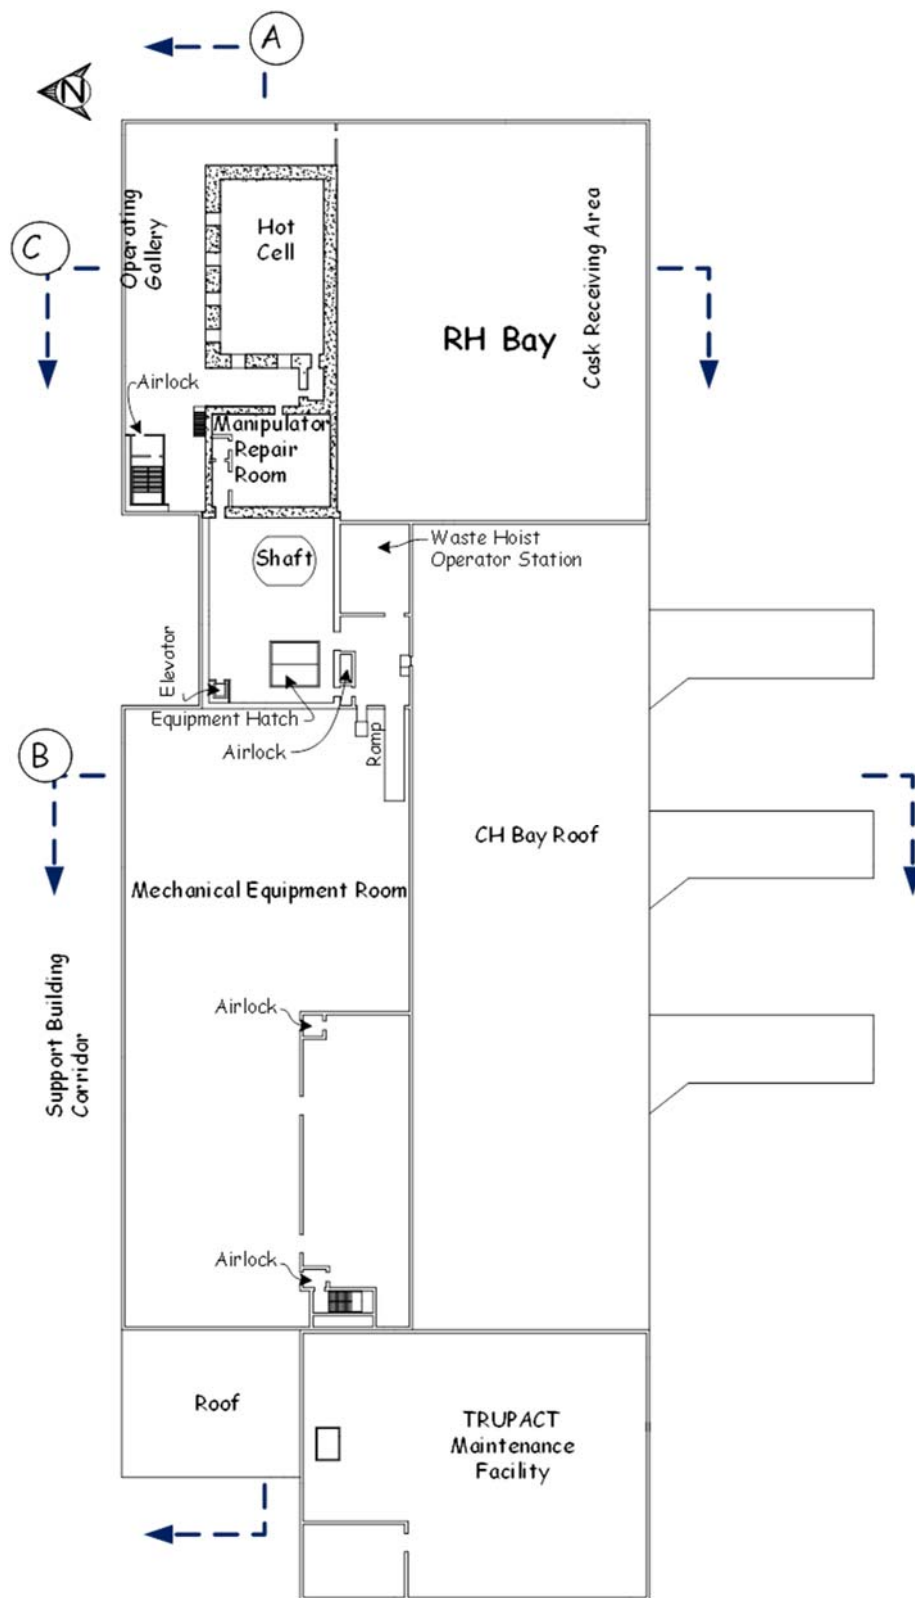 A
N
C
Operating
Gallery
Hot
Cell
RH Bay
Cask Receiving Area
Airlock
Manipulator
Repair
Room
Shaft
Waste Hoist
Operator Station
Elevator
Equipment Hatch
Airlock
Ramp
B
CH Bay Roof
Mechanical Equipment Room
Support Building
Corridor
Airlock
Airlock
Roof
TRUPACT
Maintenance
Facility